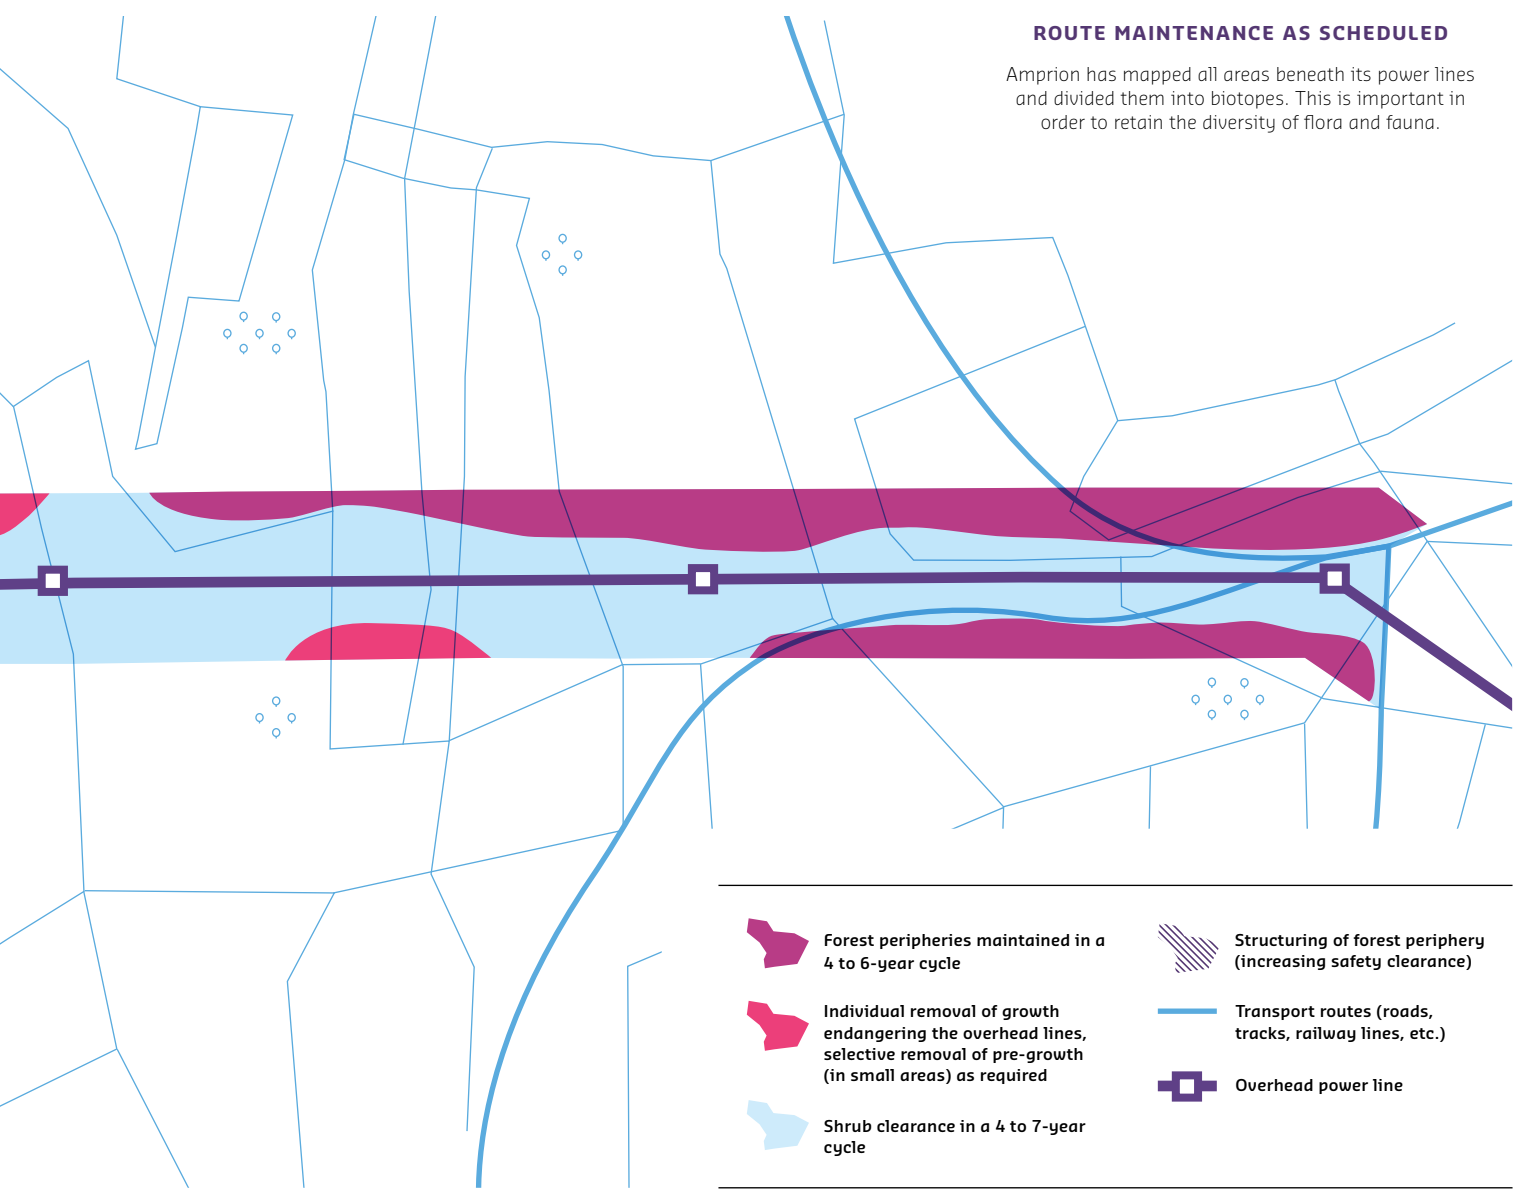 ROUTE MAINTENANCE AS SCHEDULED
Amprion has mapped all areas beneath its power lines
and divided them into biotopes. This is important in
order to retain the diversity of flora and fauna.
Forest peripheries maintained in a
4 to 6-year cycle
Individual removal of growth
endangering the overhead lines,
selective removal of pre-growth
(in small areas) as required
Shrub clearance in a 4 to 7-year
cycle
Structuring of forest periphery
(increasing safety clearance)
Transport routes (roads,
tracks, railway lines, etc.)
Overhead power line